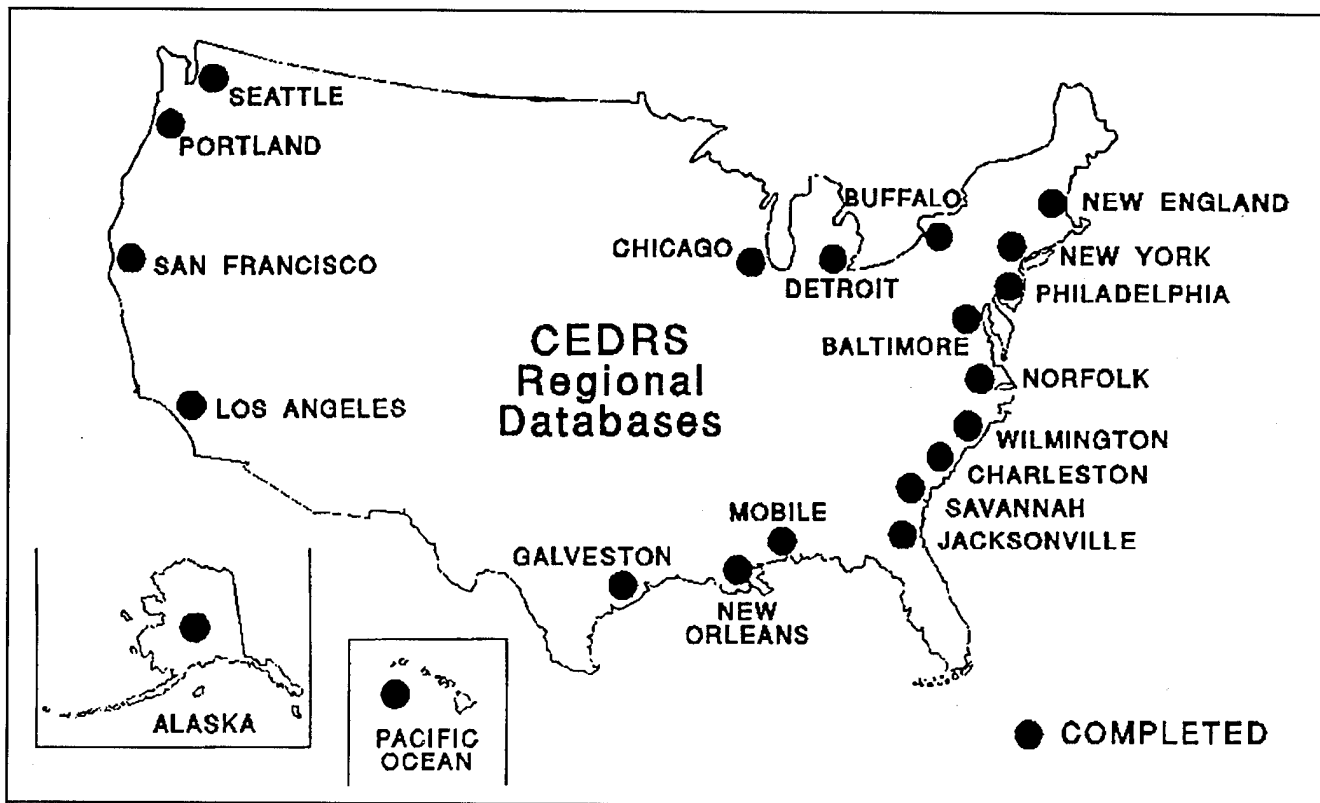 SEATTLE
PORTLAND
BUFFALO
NEW ENGLAND
CHICAGO
NEW YORK
SAN FRANCISCO
DETROIT
PHILADELPHIA
CEDRS
Regional
Databases
BALTIMORE
NORFOLK
LOS ANGELES
WILMINGTON
CHARLESTON
SAVANNAH
MOBILE
JACKSONVILLE
GALVESTON
NEW
ORLEANS
ALASKA
PACIFIC
OCEAN
COMPLETED